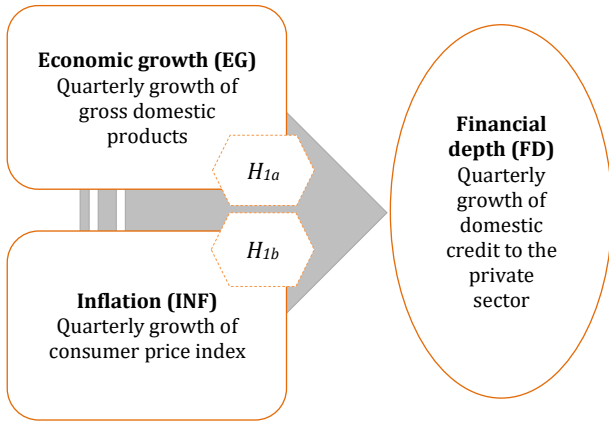 Economic growth (EG)
Quarterly growth of
gross domestic
products
H1a
H1b
Inflation (INF)
Quarterly growth of
consumer price index
Financial
depth (FD)
Quarterly
growth of
domestic
credit to the
private
sector